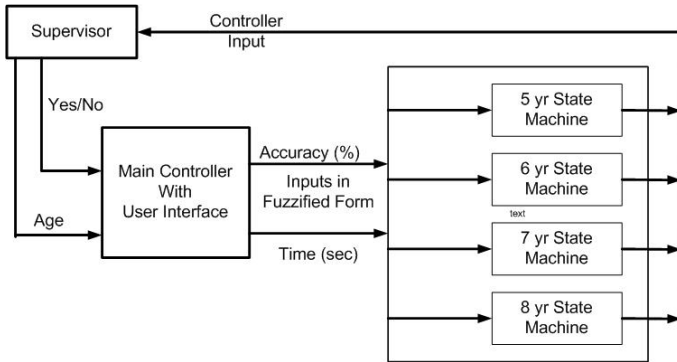 Supervisor
Controller
Input
Yes/No
Age
Main Controller
With
User Interface
Accuracy (%)
Inputs in
Fuzzified Form
Time (sec)
5 yr State
Machine
6 yr State
Machine
text
7 yr State
Machine
8 yr State
Machine